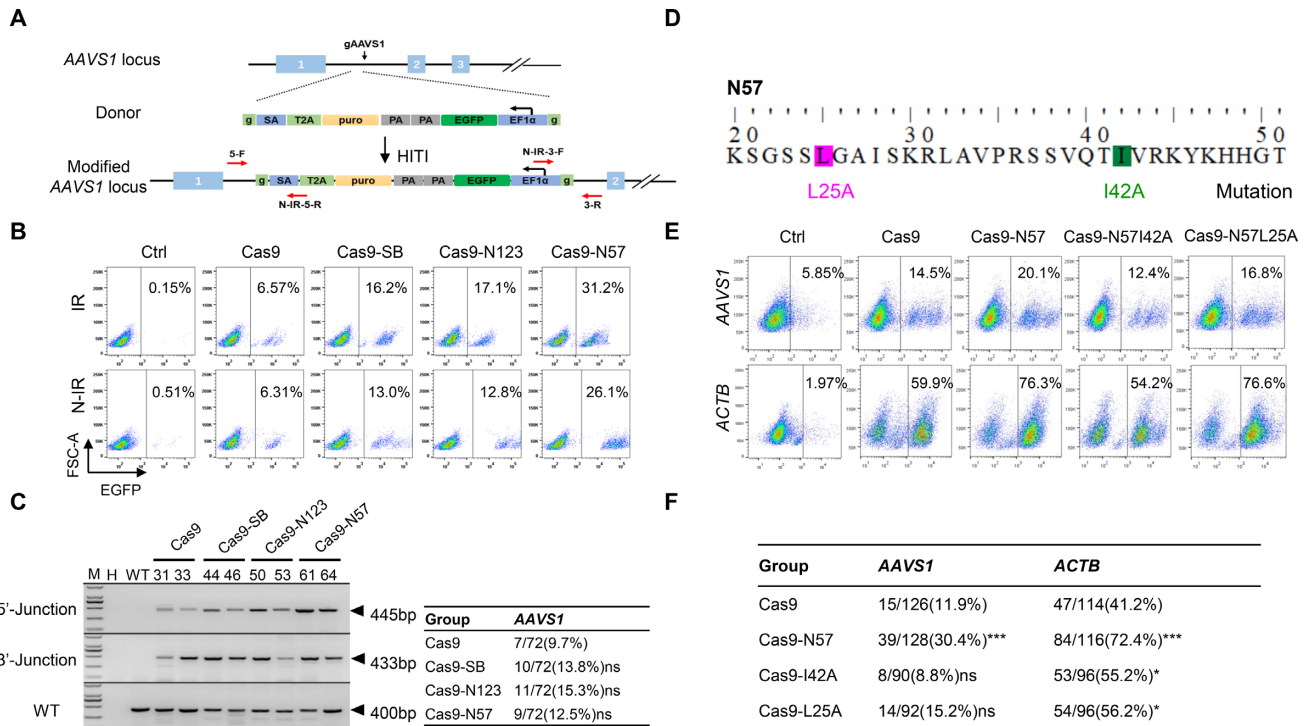 A
gAAVS1
AAVS1 locus
1
2
3
Donor
g SA T2A puro PA PA EGFP EF1α g
HITI
5-F
N-IR-3-F
Modified
AAVS1 locus
1
g SA T2A puro PA PA EGFP EF1α g
2
N-IR-5-R
3-R
B
Ctrl Cas9 Cas9-SB Cas9-N123 Cas9-N57
IR
0.15% 6.57% 16.2% 17.1% 31.2%
N-IR
0.51% 6.31% 13.0% 12.8% 26.1%
FSC-A
EGFP
C
Cas9 Cas9-SB Cas9-N123 Cas9-N57
M H WT 31 33 44 46 50 53 61 64
5'-Junction
445bp
3'-Junction
433bp
WT
400bp
Group AAVS1
Cas9 7/72(9.7%)
Cas9-SB 10/72(13.8%)ns
Cas9-N123 11/72(15.3%)ns
Cas9-N57 9/72(12.5%)ns
D
N57
20 30 40 50
KSGSSLGAISKRLAVPRSSVQTIVRKYKHHGT
L25A I42A Mutation
E
Ctrl Cas9 Cas9-N57 Cas9-N57I42A Cas9-N57L25A
AAVS1
5.85% 14.5% 20.1% 12.4% 16.8%
ACTB
1.97% 59.9% 76.3% 54.2% 76.6%
F
Group AAVS1 ACTB
Cas9 15/126(11.9%) 47/114(41.2%)
Cas9-N57 39/128(30.4%)*** 84/116(72.4%)***
Cas9-I42A 8/90(8.8%)ns 53/96(55.2%)*
Cas9-L25A 14/92(15.2%)ns 54/96(56.2%)*